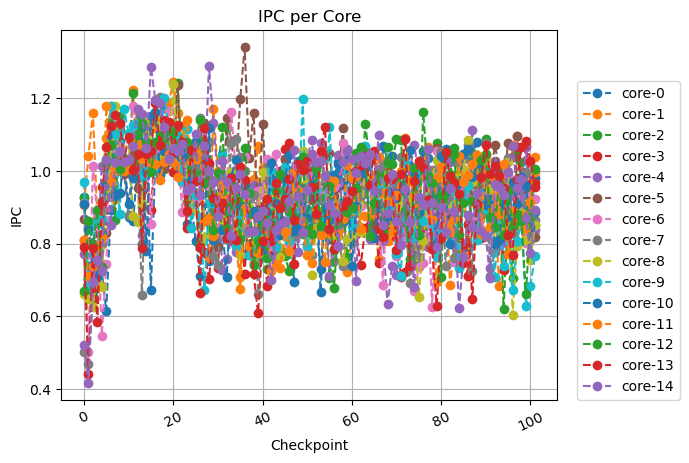 IPC per Core
IPC
1.2
1.0
0.8
0.6
0.4
0
20
40
60
80
100
Checkpoint
core-0
core-1
core-2
core-3
core-4
core-5
core-6
core-7
core-8
core-9
core-10
core-11
core-12
core-13
core-14